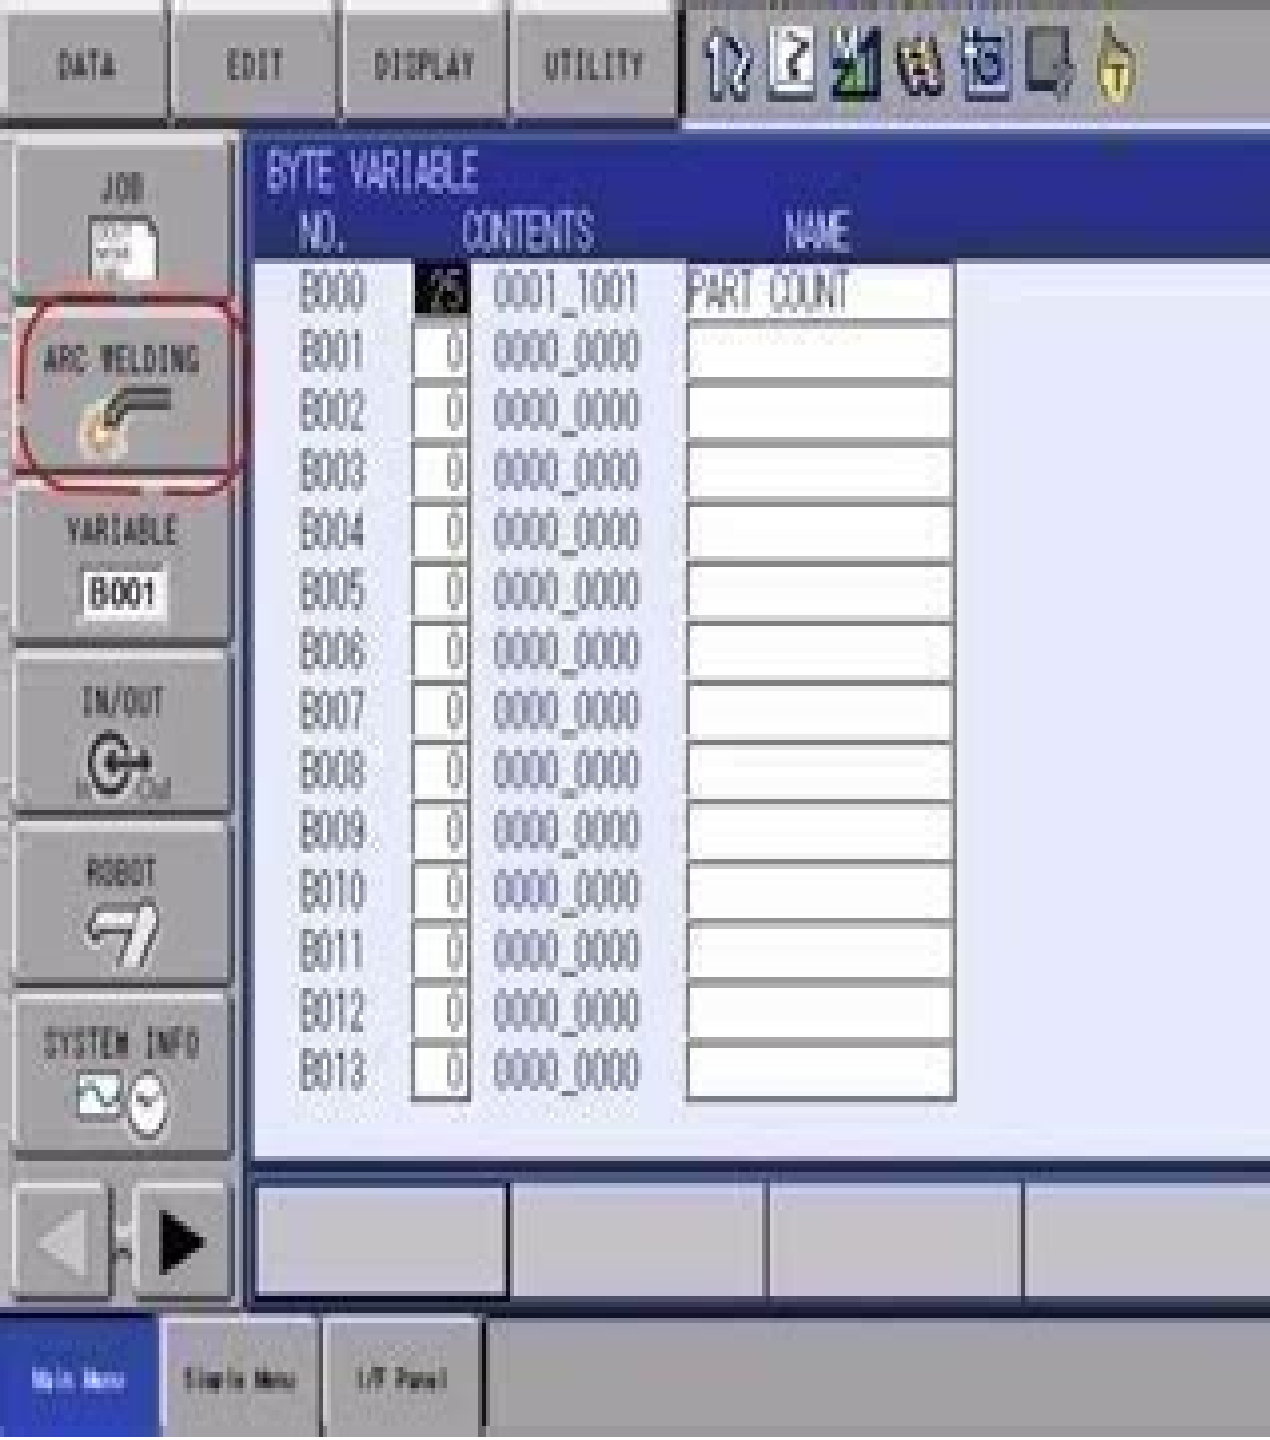 DATA EDIT DISPLAY UTILITY
JOB
ARC WELDING
VARIABLE
B001
IN/OUT
In Out
ROBOT
SYSTEM INFO
BYTE VARIABLE
NO. CONTENTS NAME
B000 25 0001_1001 PART COUNT
B001 0 0000_0000
B002 0 0000_0000
B003 0 0000_0000
B004 0 0000_0000
B005 0 0000_0000
B006 0 0000_0000
B007 0 0000_0000
B008 0 0000_0000
B009 0 0000_0000
B010 0 0000_0000
B011 0 0000_0000
B012 0 0000_0000
B013 0 0000_0000
Main Menu Simple Menu I/F Panel